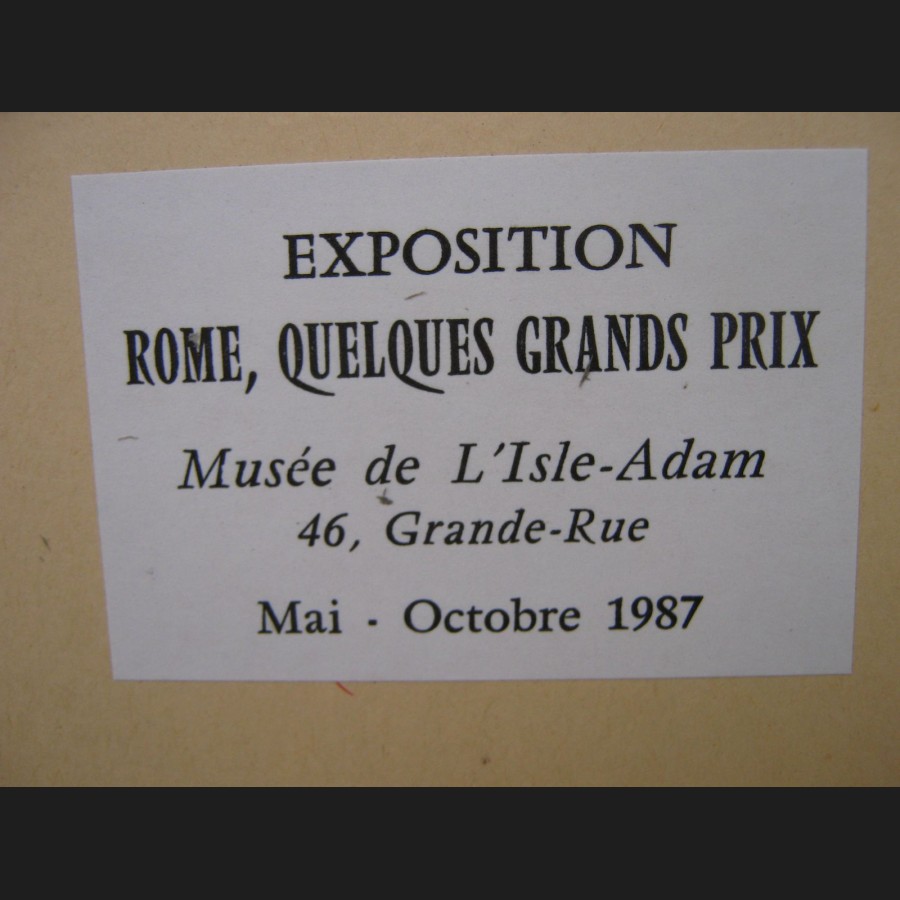 EXPOSITION
ROME, QUELQUES GRANDS PRIX
Musée de L'Isle-Adam
46, Grande-Rue
Mai - Octobre 1987